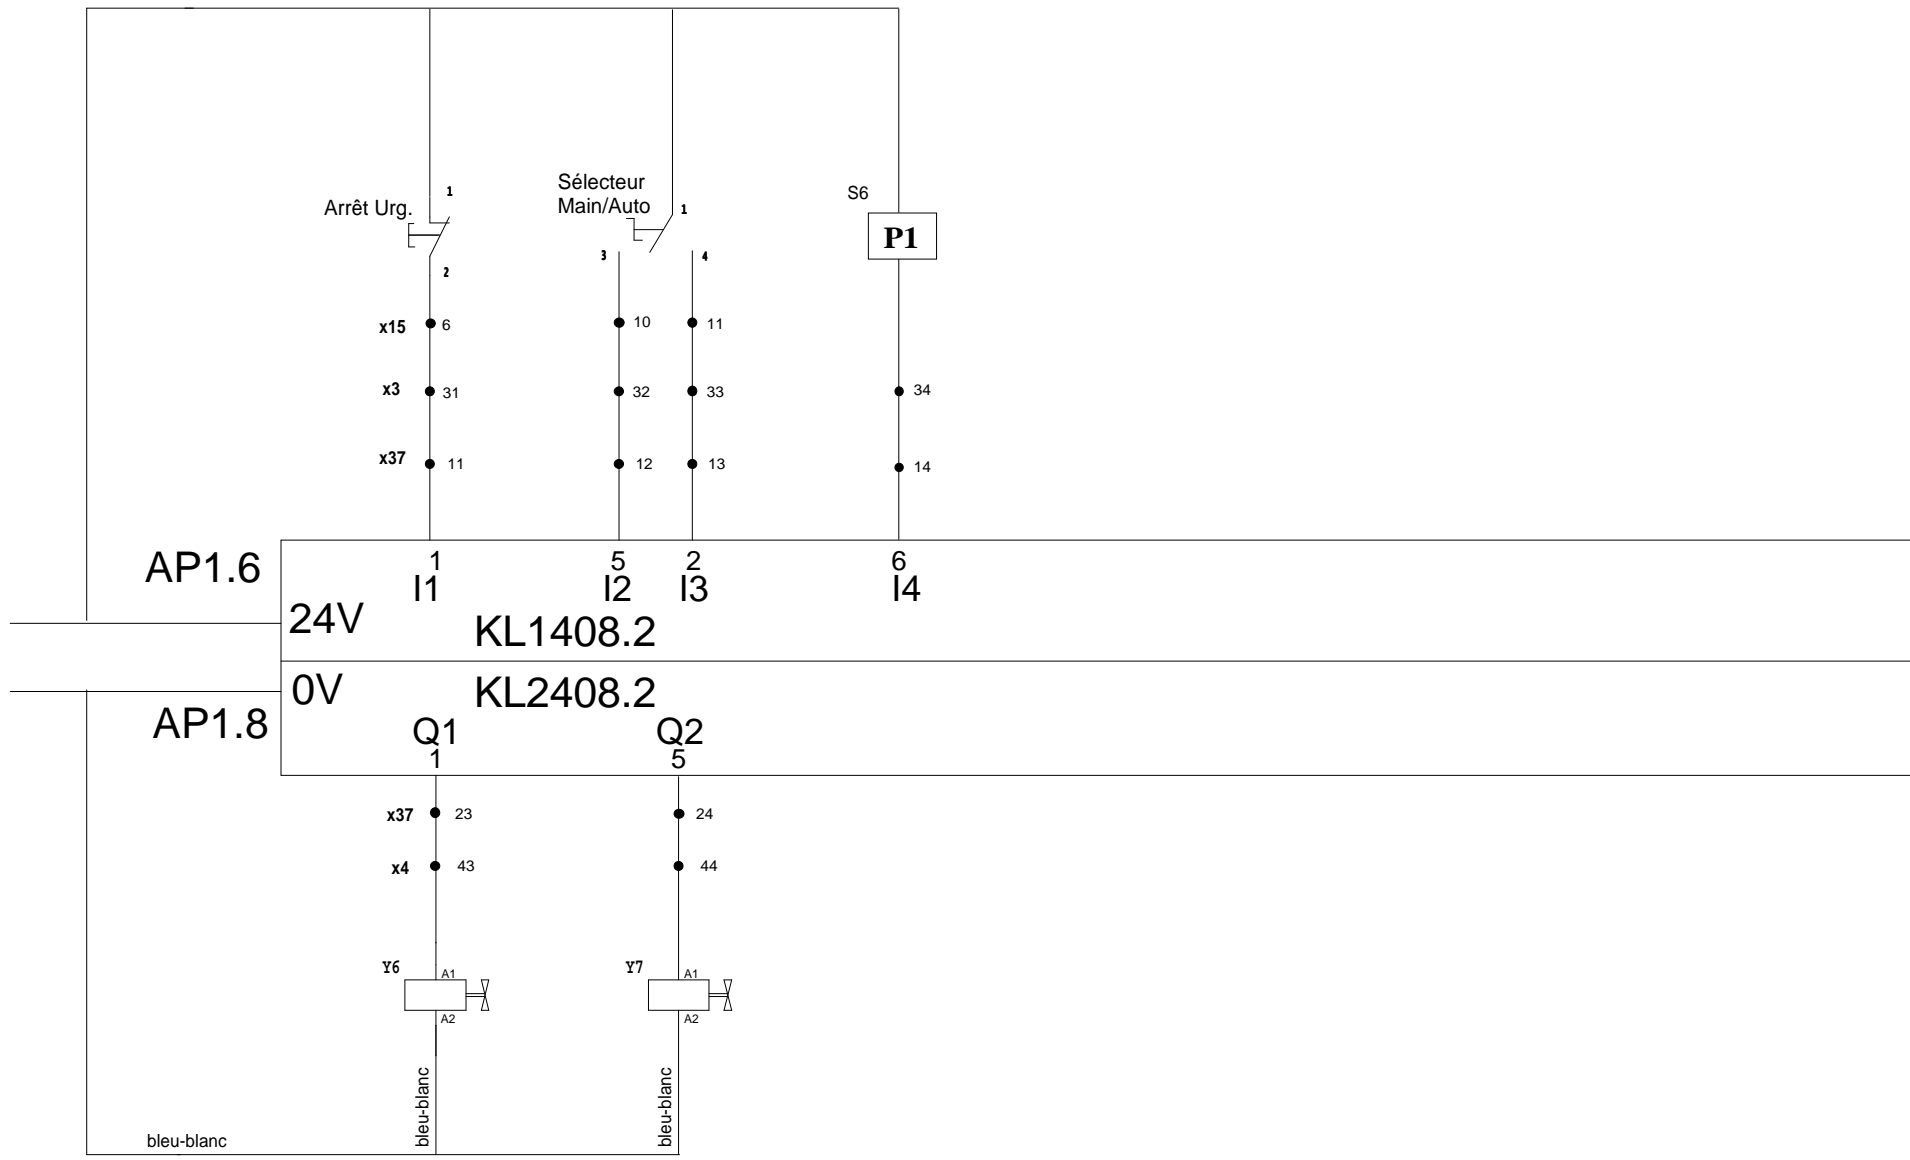 Arrêt Urg.
1
2
Sélecteur
Main/Auto
1
3
4
S6
P1
x15
6
10
11
x3
31
32
33
34
x37
11
12
13
14
AP1.6
1
5
2
6
I1
I2
I3
I4
24V
KL1408.2
0V
KL2408.2
AP1.8
Q1
Q2
1
5
x37
23
24
x4
43
44
Y6
A1
A2
Y7
A1
A2
bleu-blanc
bleu-blanc
bleu-blanc